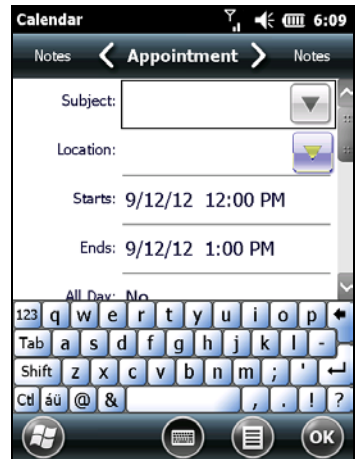 Calendar 6:09
Notes Appointment Notes
Subject:
Location:
Starts: 9/12/12 12:00 PM
Ends: 9/12/12 1:00 PM
All Day: No
123 q w e r t y u i o p
Tab a s d f g h j k l -
Shift z x c v b n m ; '
Ctl áü @ & , . ! ?
OK